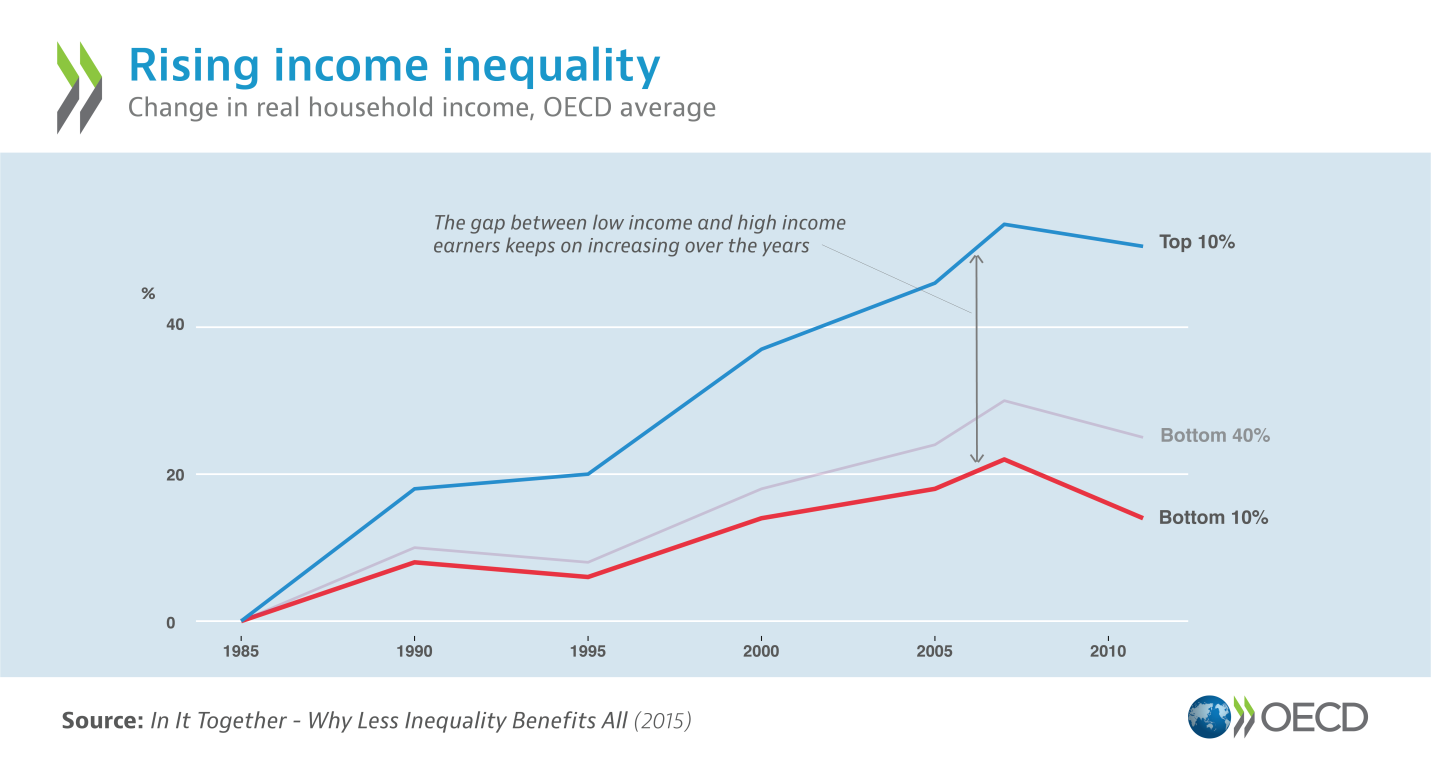 Rising income inequality
Change in real household income, OECD average
The gap between low income and high income
earners keeps on increasing over the years
%
40
20
0
Top 10%
Bottom 40%
Bottom 10%
1985 1990 1995 2000 2005 2010
Source: In It Together - Why Less Inequality Benefits All (2015)
OECD